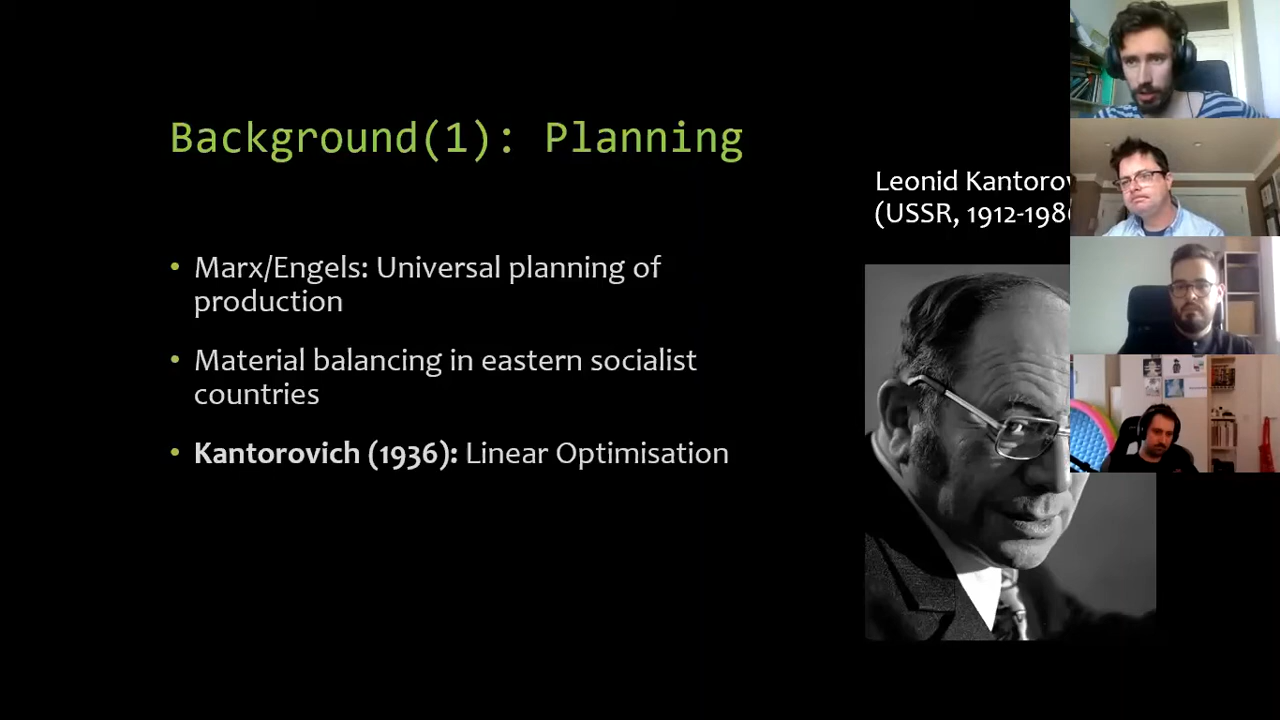 Background(1): Planning
Leonid Kantorov
(USSR, 1912-198
• Marx/Engels: Universal planning of
production
• Material balancing in eastern socialist
countries
• Kantorovich (1936): Linear Optimisation